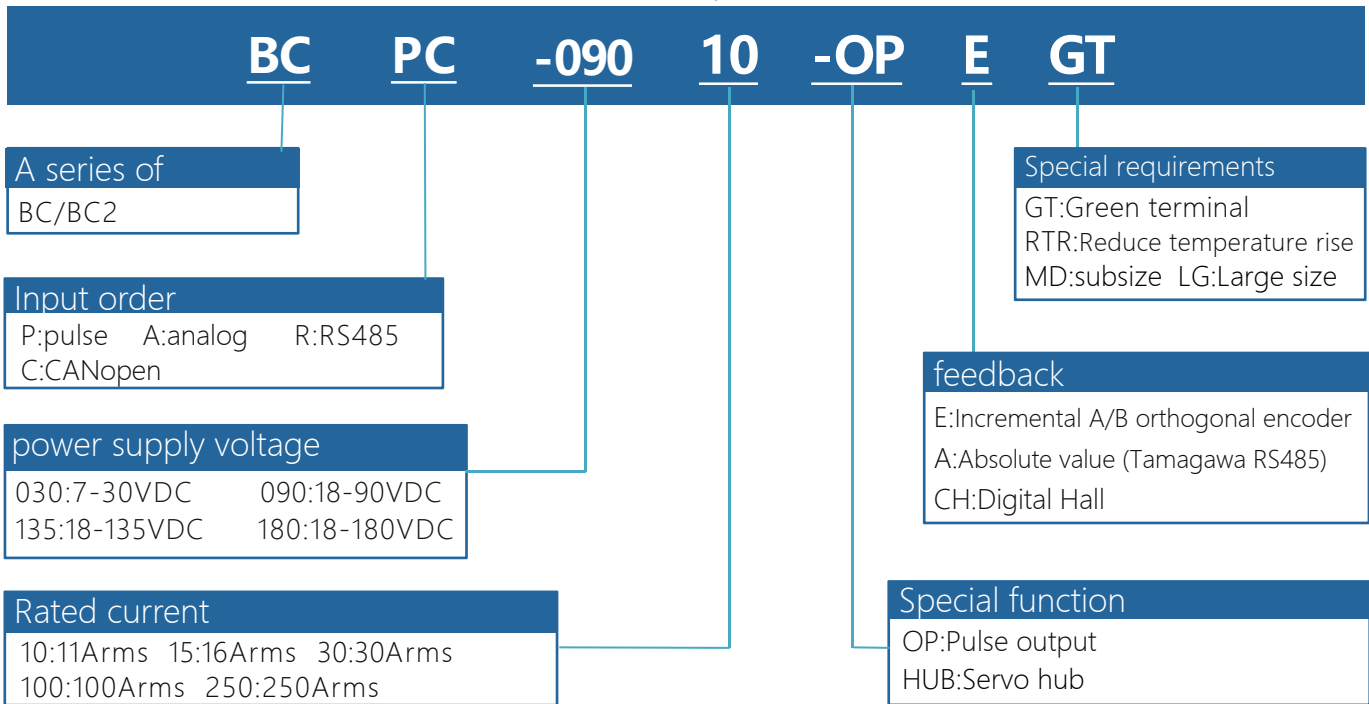 BC PC -090 10 -OP E GT
A series of
BC/BC2
Input order
P:pulse A:analog R:RS485
C:CANopen
power supply voltage
030:7-30VDC 090:18-90VDC
135:18-135VDC 180:18-180VDC
Rated current
10:11Arms 15:16Arms 30:30Arms
100:100Arms 250:250Arms
Special requirements
GT:Green terminal
RTR:Reduce temperature rise
MD:subsize LG:Large size
feedback
E:Incremental A/B orthogonal encoder
A:Absolute value (Tamagawa RS485)
CH:Digital Hall
Special function
OP:Pulse output
HUB:Servo hub